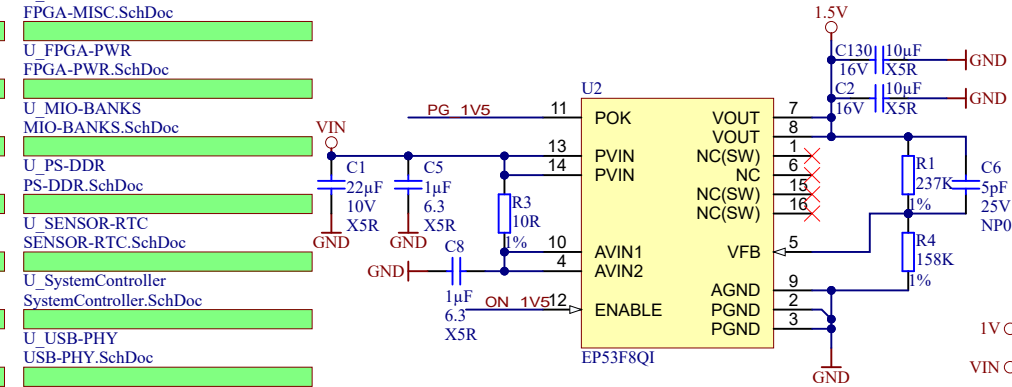 FPGA-MISC.SchDoc
U_FPGA-PWR
FPGA-PWR.SchDoc
U_MIO-BANKS
MIO-BANKS.SchDoc
U_PS-DDR
PS-DDR.SchDoc
U_SENSOR-RTC
SENSOR-RTC.SchDoc
U_SystemController
SystemController.SchDoc
U_USB-PHY
USB-PHY.SchDoc
VIN
C1
22µF
10V
X5R
GND
C5
1µF
6.3
X5R
GND
PG_1V5
R3
10R
1%
GND
C8
1µF
6.3
X5R
ON_1V5
U2
11 POK
13 PVIN
14 PVIN
10 AVIN1
4 AVIN2
12 ENABLE
VOUT 7
VOUT 8
NC(SW) 1
NC 6
NC(SW) 15
NC(SW) 16
VFB 5
AGND 9
PGND 2
PGND 3
EP53F8QI
1.5V
C130 10µF
16V X5R
GND
C2 10µF
16V X5R
GND
R1
237K
1%
C6
5pF
25V
NP0
R4
158K
1%
GND
1V
VIN